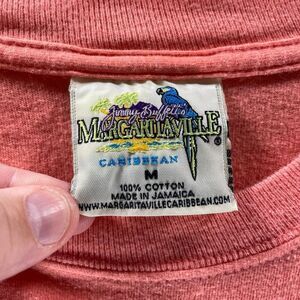 Jimmy Buffett's
MARGARITAVILLE
®
CARIBBEAN
M
100% COTTON
MADE IN JAMAICA
WWW.MARGARITAVILLECARIBBEAN.COM